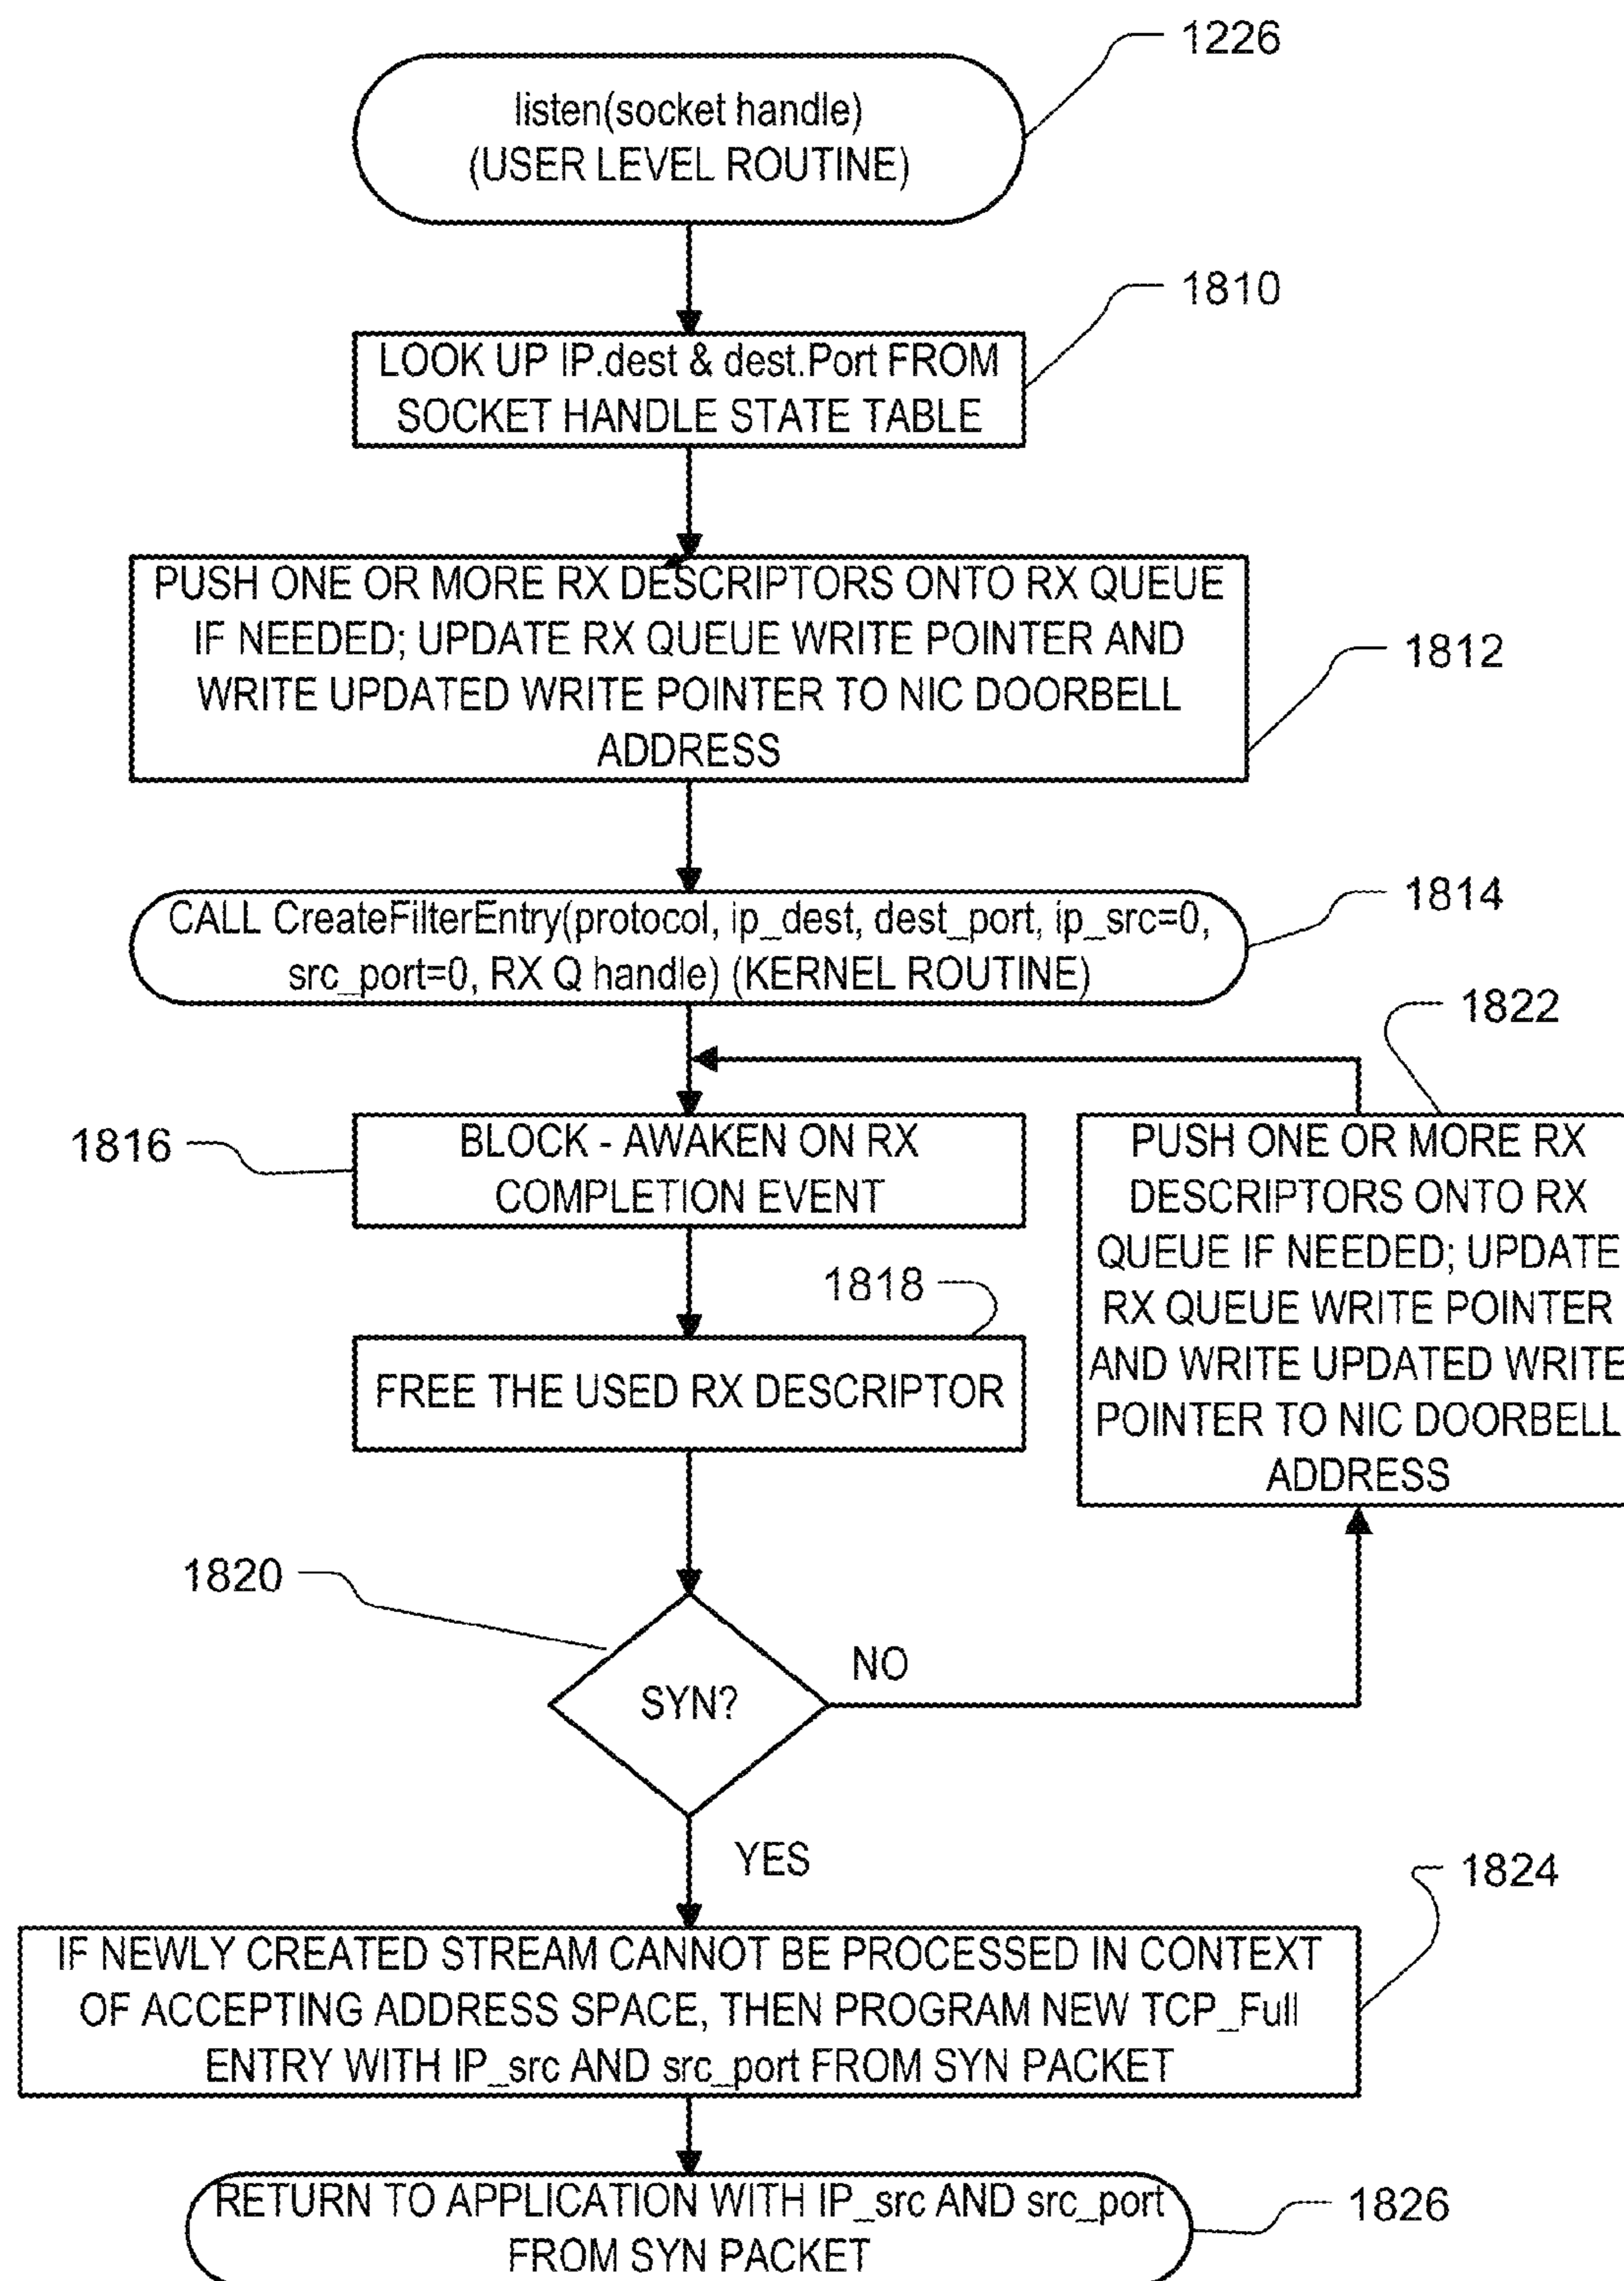 1226
listen(socket handle)
(USER LEVEL ROUTINE)
1810
LOOK UP IP.dest & dest.Port FROM
SOCKET HANDLE STATE TABLE
PUSH ONE OR MORE RX DESCRIPTORS ONTO RX QUEUE
IF NEEDED; UPDATE RX QUEUE WRITE POINTER AND
WRITE UPDATED WRITE POINTER TO NIC DOORBELL
ADDRESS
1812
CALL CreateFilterEntry(protocol, ip_dest, dest_port, ip_src=0,
src_port=0, RX Q handle) (KERNEL ROUTINE)
1814
1816
BLOCK - AWAKEN ON RX
COMPLETION EVENT
1818
FREE THE USED RX DESCRIPTOR
1822
PUSH ONE OR MORE RX
DESCRIPTORS ONTO RX
QUEUE IF NEEDED; UPDATE
RX QUEUE WRITE POINTER
AND WRITE UPDATED WRITE
POINTER TO NIC DOORBELL
ADDRESS
1820
SYN?
NO
YES
1824
IF NEWLY CREATED STREAM CANNOT BE PROCESSED IN CONTEXT
OF ACCEPTING ADDRESS SPACE, THEN PROGRAM NEW TCP_Full
ENTRY WITH IP_src AND src_port FROM SYN PACKET
RETURN TO APPLICATION WITH IP_src AND src_port
FROM SYN PACKET
1826